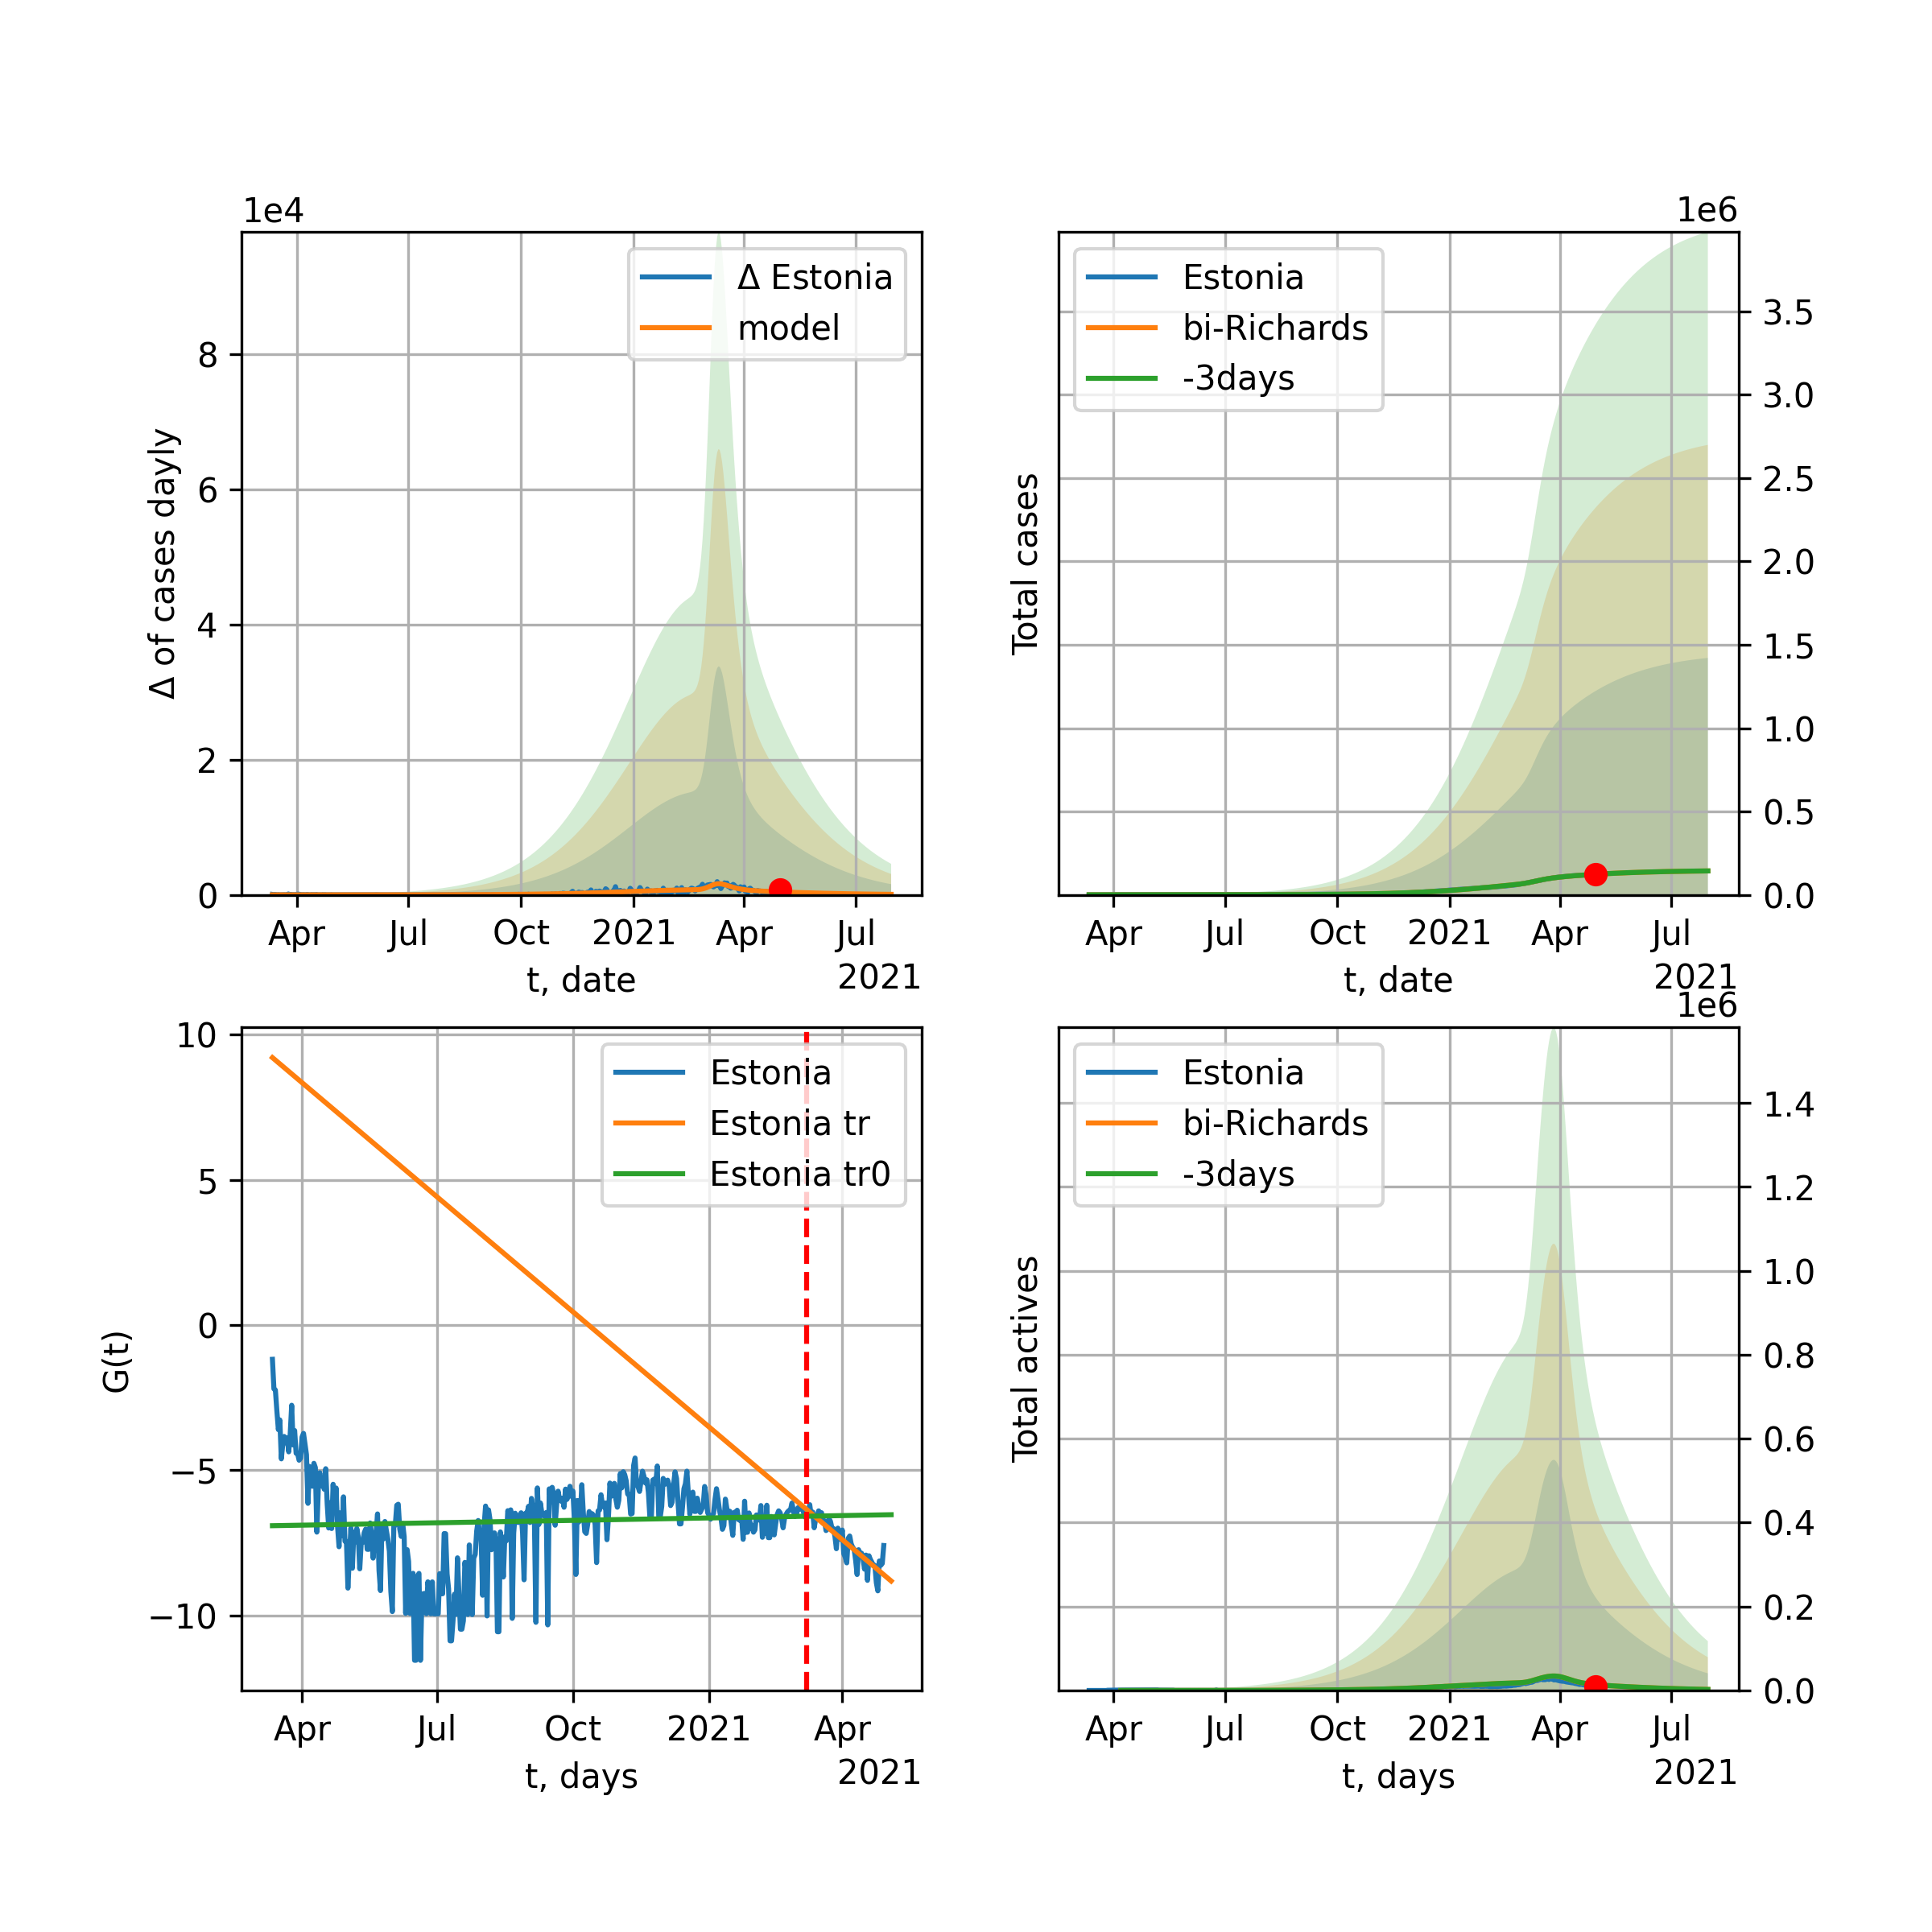 1e4
Δ Estonia
model
8
6
4
2
0
Δ of cases dayly
Apr
Jul
Oct
2021
Apr
Jul
t, date
2021
1e6
Estonia
bi-Richards
-3days
3.5
3.0
2.5
2.0
1.5
1.0
0.5
0.0
Total cases
Apr
Jul
Oct
2021
Apr
Jul
t, date
2021
10
5
0
−5
−10
G(t)
Estonia
Estonia tr
Estonia tr0
Apr
Jul
Oct
2021
Apr
t, days
2021
1e6
Estonia
bi-Richards
-3days
1.4
1.2
1.0
0.8
0.6
0.4
0.2
0.0
Total actives
Apr
Jul
Oct
2021
Apr
Jul
t, days
2021